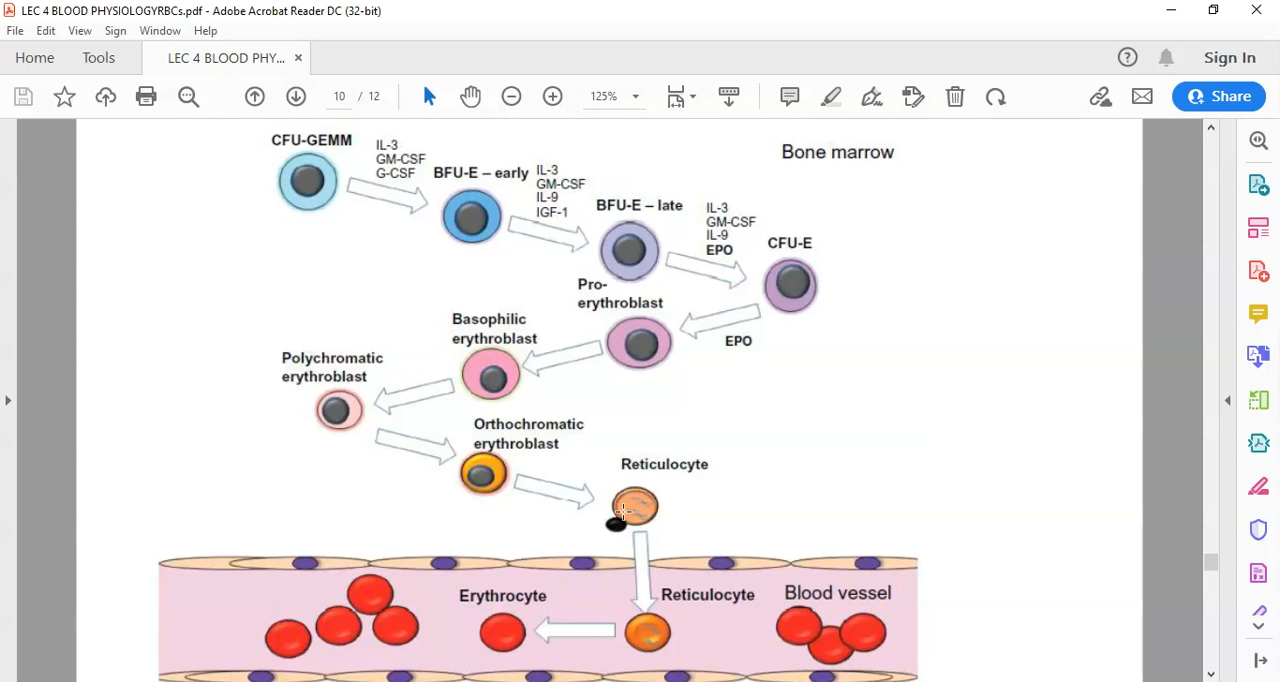 LEC 4 BLOOD PHYSIOLOGYRBCs.pdf - Adobe Acrobat Reader DC (32-bit)
File Edit View Sign Window Help
Home Tools LEC 4 BLOOD PHY... × Sign In
10 / 12 125% Share
Bone marrow
CFU-GEMM
IL-3
GM-CSF
G-CSF
BFU-E – early
IL-3
GM-CSF
IL-9
IGF-1
BFU-E – late
IL-3
GM-CSF
IL-9
EPO
CFU-E
EPO
Pro-
erythroblast
Basophilic
erythroblast
Polychromatic
erythroblast
Orthochromatic
erythroblast
Reticulocyte
Erythrocyte
Reticulocyte
Blood vessel